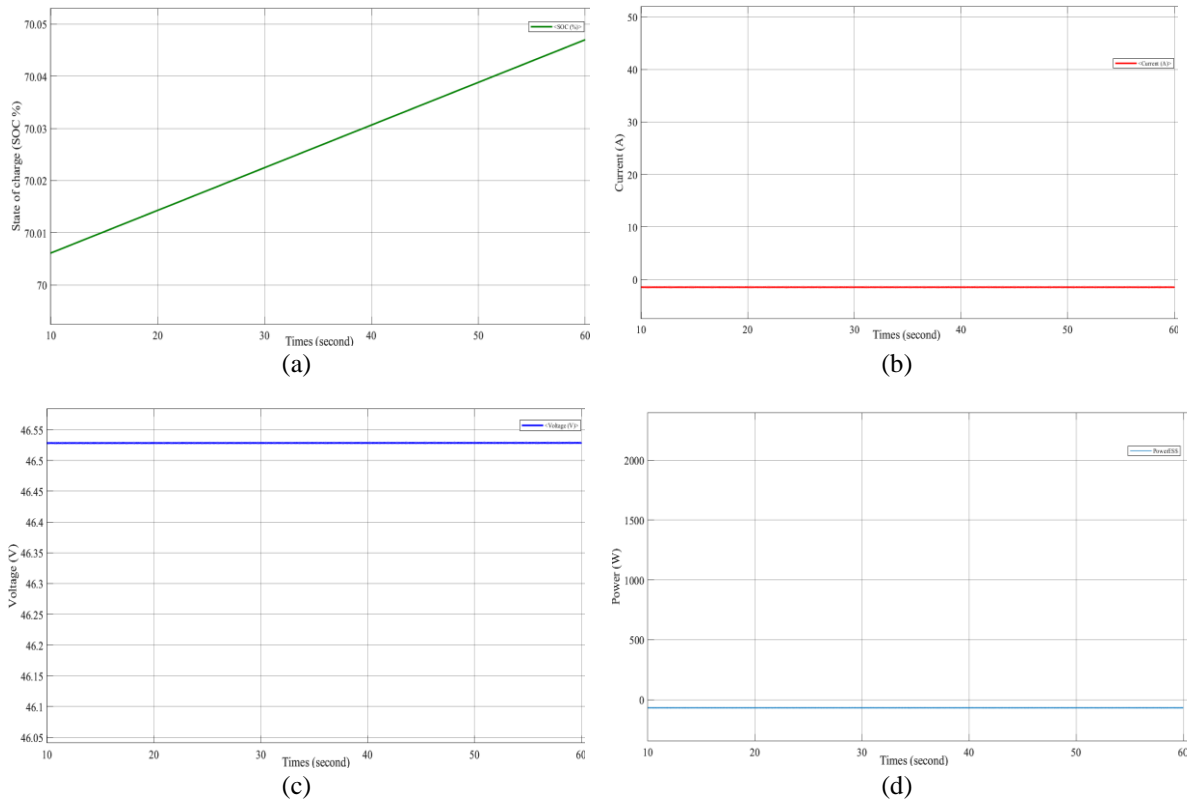 70.05
70.04
70.03
70.02
70.01
70
State of charge (SOC %)
<SOC (%)>
10 20 30 40 50 60
Times (second)
(a)
50
40
30
20
10
0
Current (A)
<Current (A)>
10 20 30 40 50 60
Times (second)
(b)
46.55
46.5
46.45
46.4
46.35
46.3
46.25
46.2
46.15
46.1
46.05
Voltage (V)
<Voltage (V)>
10 20 30 40 50 60
Times (second)
(c)
2000
1500
1000
500
0
Power (W)
10 20 30 40 50 60
Times (second)
(d)